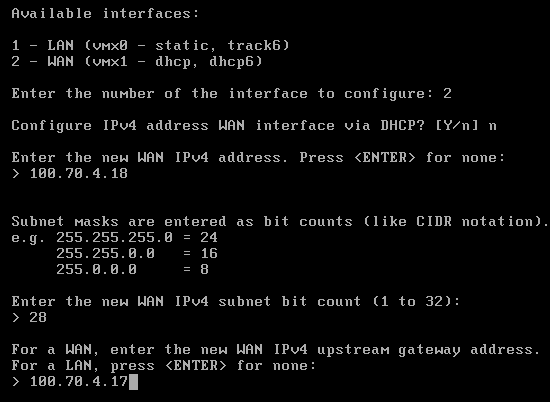 Available interfaces:
1 - LAN (vmx0 - static, track6)
2 - WAN (vmx1 - dhcp, dhcp6)
Enter the number of the interface to configure: 2
Configure IPv4 address WAN interface via DHCP? [Y/n] n
Enter the new WAN IPv4 address. Press <ENTER> for none:
> 100.70.4.18
Subnet masks are entered as bit counts (like CIDR notation).
e.g. 255.255.255.0 = 24
     255.255.0.0   = 16
     255.0.0.0     = 8
Enter the new WAN IPv4 subnet bit count (1 to 32):
> 28
For a WAN, enter the new WAN IPv4 upstream gateway address.
For a LAN, press <ENTER> for none:
> 100.70.4.17